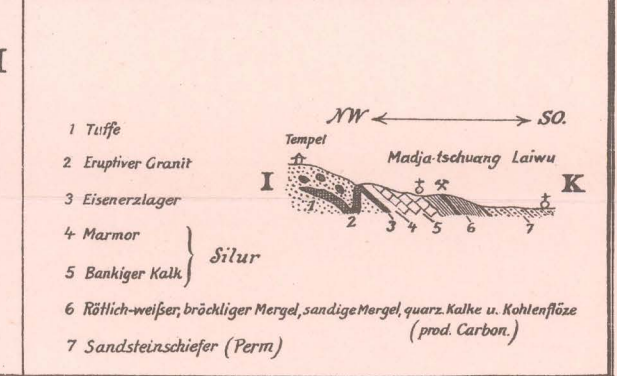 I
NW SO.
Tempel
Madja-tschuang Laiwu
I K
1 2 3 4 5 6 7
1 Tuffe
2 Eruptiver Granit
3 Eisenerzlager
4 Marmor
5 Bankiger Kalk
Silur
6 Rötlich-weißer, bröckliger Mergel, sandige Mergel, quarz. Kalke u. Kohlenflöze
(prod. Carbon.)
7 Sandsteinschiefer (Perm)